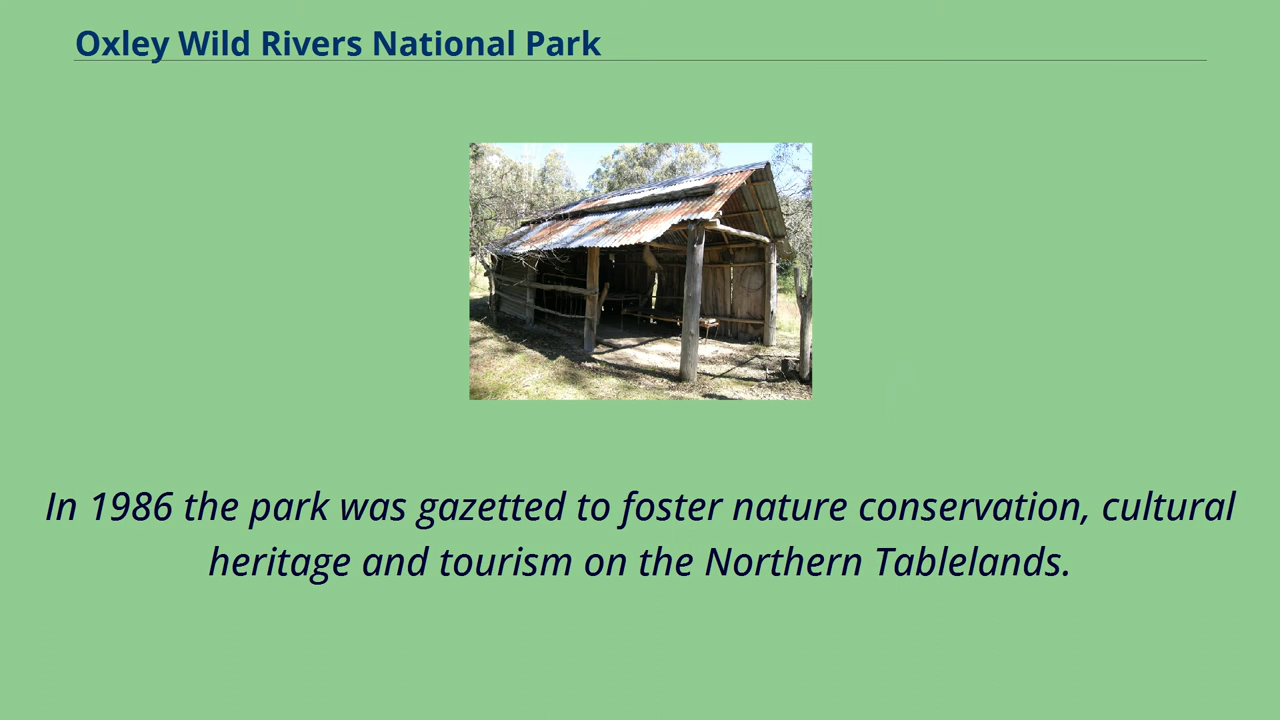 Oxley Wild Rivers National Park
In 1986 the park was gazetted to foster nature conservation, cultural
heritage and tourism on the Northern Tablelands.